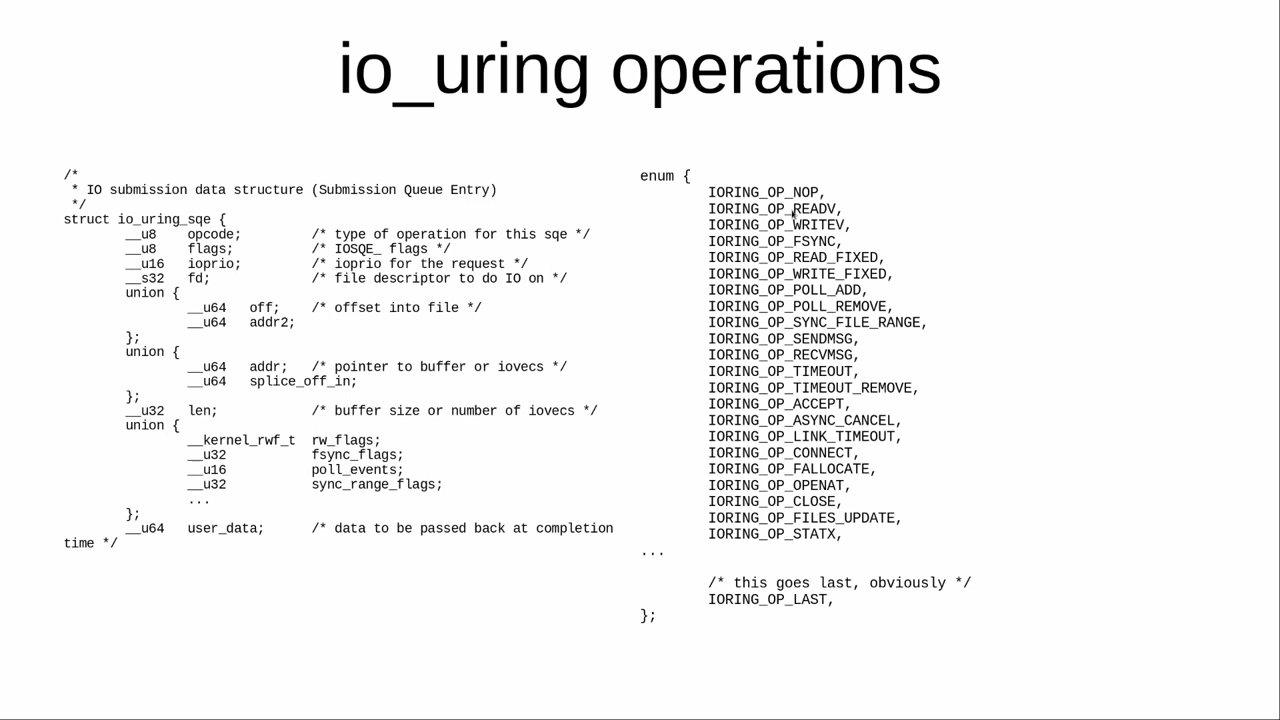 io_uring operations
/*
 * IO submission data structure (Submission Queue Entry)
 */
struct io_uring_sqe {
        __u8    opcode;         /* type of operation for this sqe */
        __u8    flags;          /* IOSQE_ flags */
        __u16   ioprio;         /* ioprio for the request */
        __s32   fd;             /* file descriptor to do IO on */
        union {
                __u64   off;    /* offset into file */
                __u64   addr2;
        };
        union {
                __u64   addr;   /* pointer to buffer or iovecs */
                __u64   splice_off_in;
        };
        __u32   len;            /* buffer size or number of iovecs */
        union {
                __kernel_rwf_t  rw_flags;
                __u32           fsync_flags;
                __u16           poll_events;
                __u32           sync_range_flags;
                ...
        };
        __u64   user_data;      /* data to be passed back at completion
time */
enum {
        IORING_OP_NOP,
        IORING_OP_READV,
        IORING_OP_WRITEV,
        IORING_OP_FSYNC,
        IORING_OP_READ_FIXED,
        IORING_OP_WRITE_FIXED,
        IORING_OP_POLL_ADD,
        IORING_OP_POLL_REMOVE,
        IORING_OP_SYNC_FILE_RANGE,
        IORING_OP_SENDMSG,
        IORING_OP_RECVMSG,
        IORING_OP_TIMEOUT,
        IORING_OP_TIMEOUT_REMOVE,
        IORING_OP_ACCEPT,
        IORING_OP_ASYNC_CANCEL,
        IORING_OP_LINK_TIMEOUT,
        IORING_OP_CONNECT,
        IORING_OP_FALLOCATE,
        IORING_OP_OPENAT,
        IORING_OP_CLOSE,
        IORING_OP_FILES_UPDATE,
        IORING_OP_STATX,
...
        /* this goes last, obviously */
        IORING_OP_LAST,
};